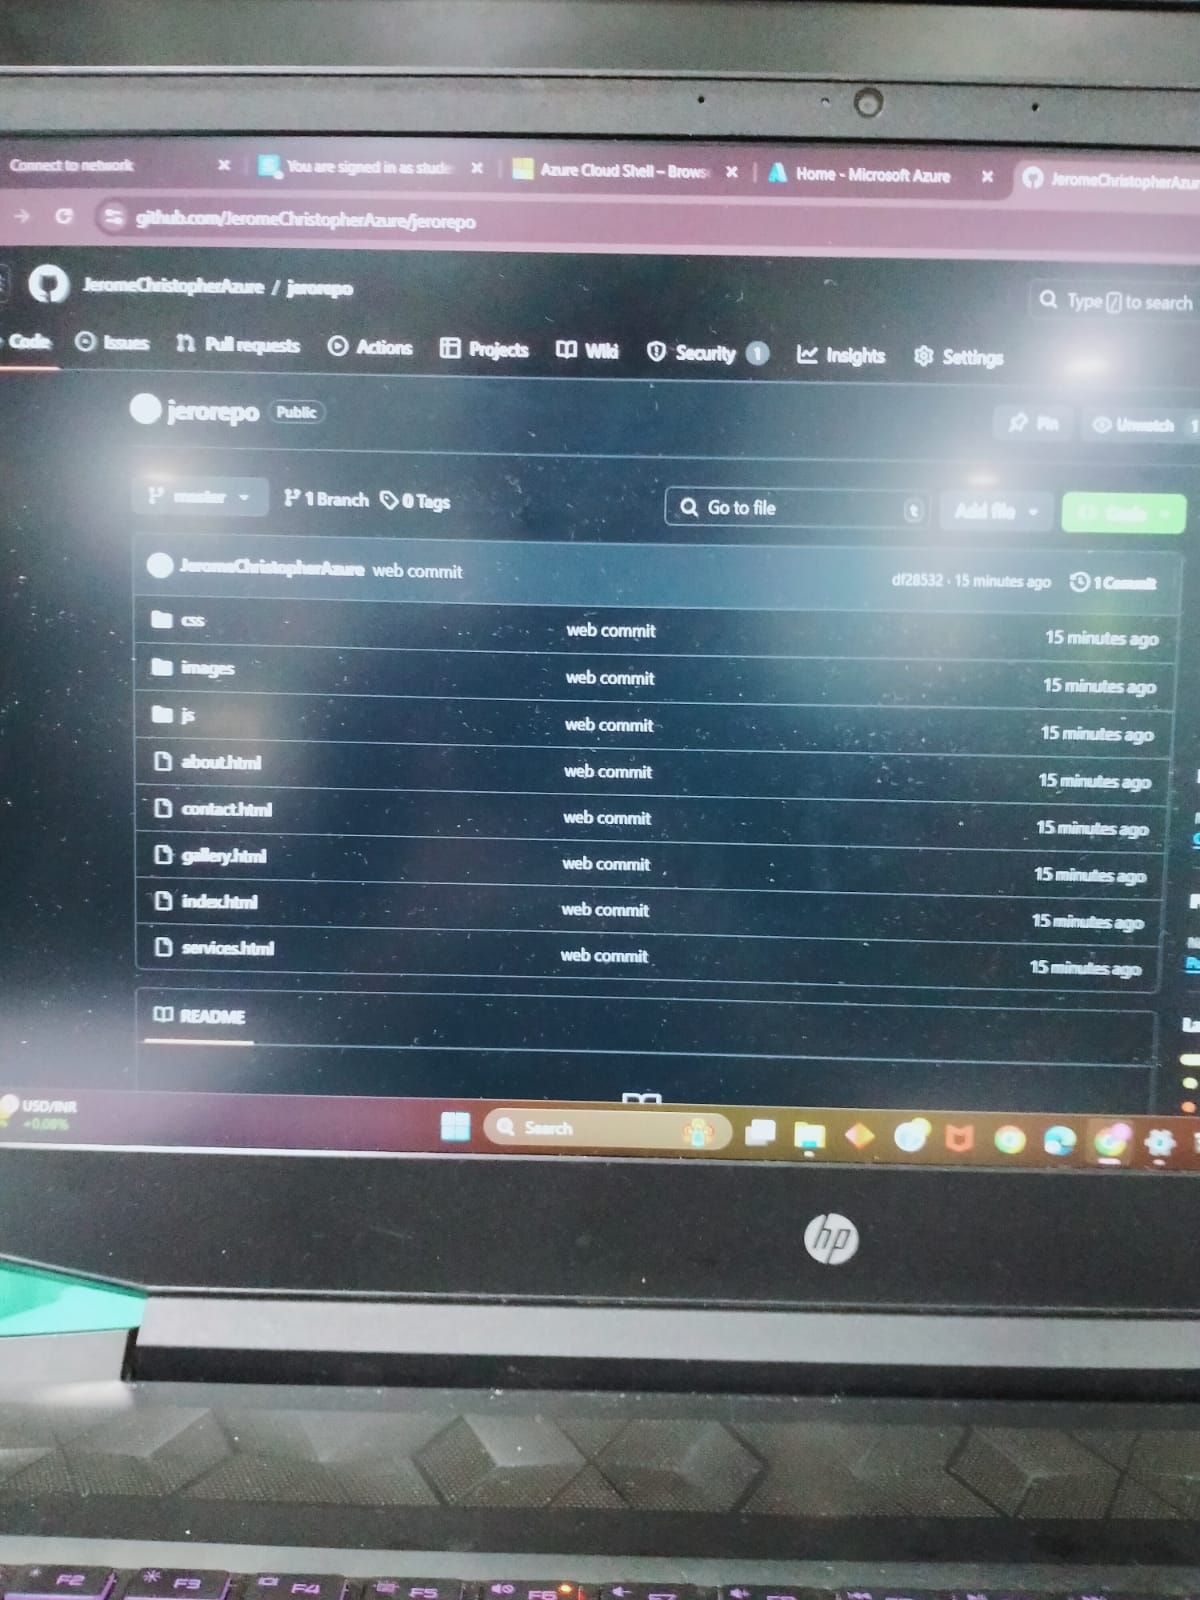 Connect to network
You are signed in as stude
Azure Cloud Shell – Brows
Home - Microsoft Azure
JeromeChristopherAzur
github.com/JeromeChristopherAzure/jerorepo
JeromeChristopherAzure / jerorepo
Type / to search
Code
Issues
Pull requests
Actions
Projects
Wiki
Security 1
Insights
Settings
jerorepo Public
Pin
Unwatch 1
master
1 Branch
0 Tags
Go to file
t
Add file
Code
JeromeChristopherAzure web commit
df28532 · 15 minutes ago
1 Commit
css web commit 15 minutes ago
images web commit 15 minutes ago
js web commit 15 minutes ago
about.html web commit 15 minutes ago
contact.html web commit 15 minutes ago
gallery.html web commit 15 minutes ago
index.html web commit 15 minutes ago
services.html web commit 15 minutes ago
README
La
USD/INR
+0.08%
Search
hp
F2
F3
F4
F5
F6
F7